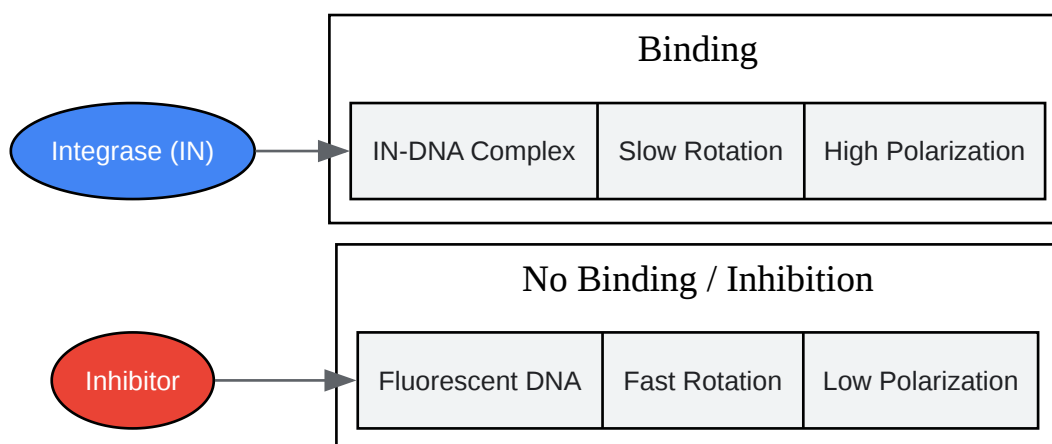 Binding
Integrase (IN)
IN-DNA Complex
Slow Rotation
High Polarization
No Binding / Inhibition
Inhibitor
Fluorescent DNA
Fast Rotation
Low Polarization